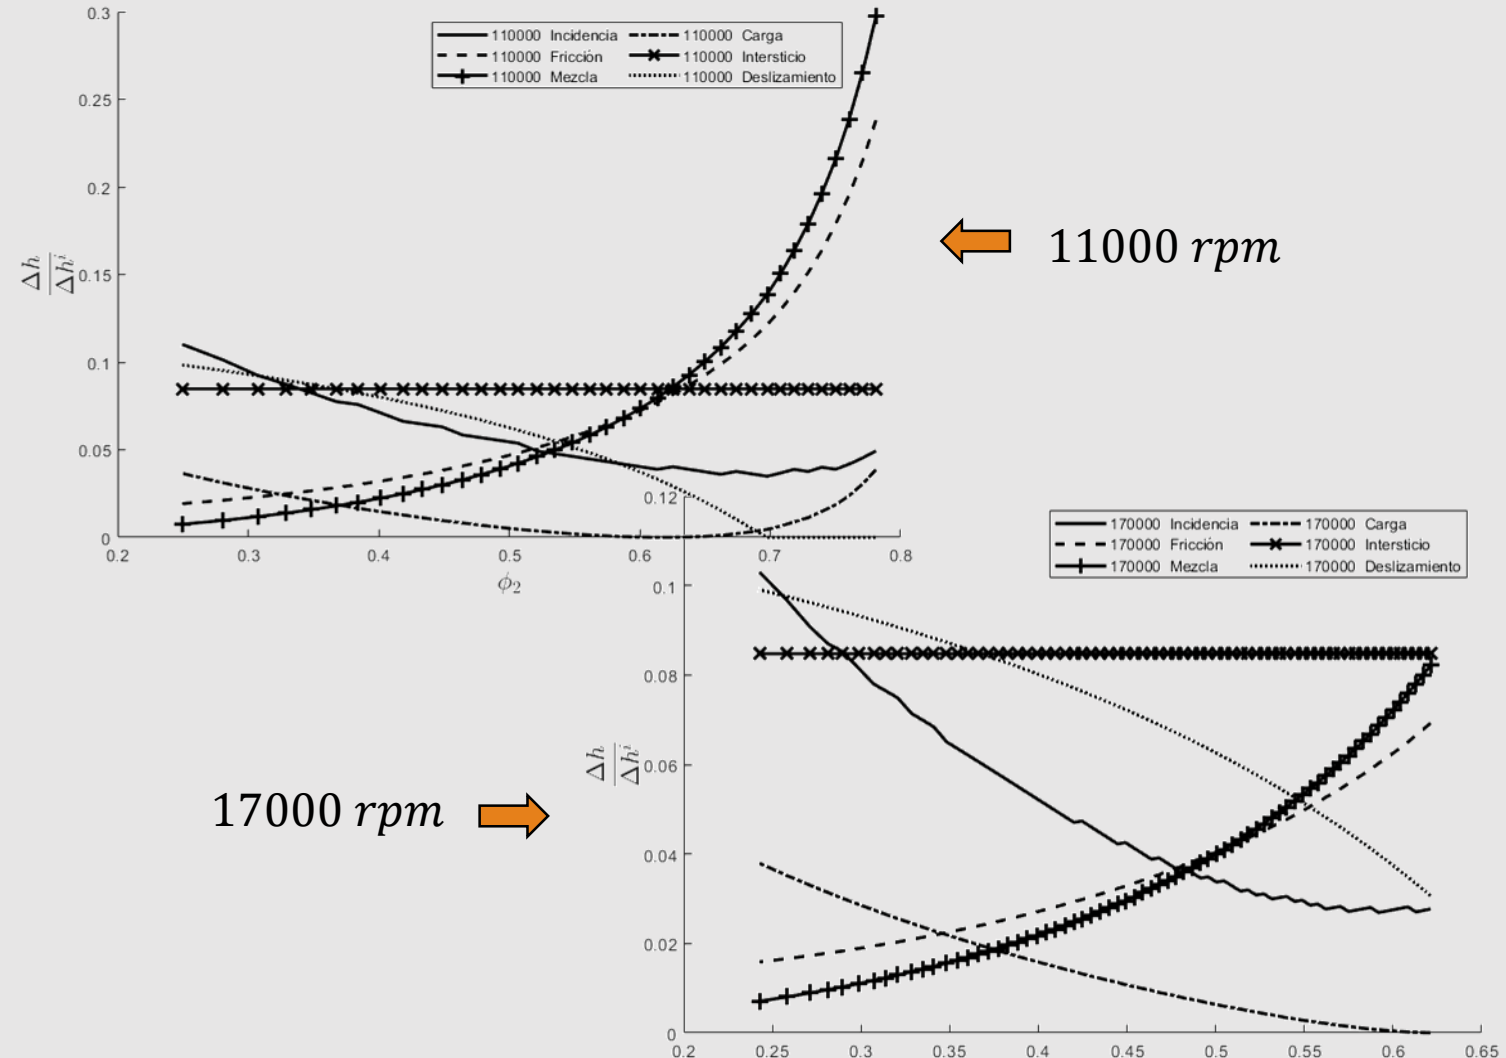 0.3
0.25
0.2
0.15
0.1
0.05
0
Δh
Δhⁱ
110000 Incidencia
110000 Fricción
110000 Mezcla
110000 Carga
110000 Intersticio
110000 Deslizamiento
0.2 0.3 0.4 0.5 0.6 0.7 0.8
ϕ₂
11000 rpm
17000 rpm
0.12
0.1
0.08
0.06
0.04
0.02
0
Δh
Δhⁱ
170000 Incidencia
170000 Fricción
170000 Mezcla
170000 Carga
170000 Intersticio
170000 Deslizamiento
0.2 0.25 0.3 0.35 0.4 0.45 0.5 0.55 0.6 0.65